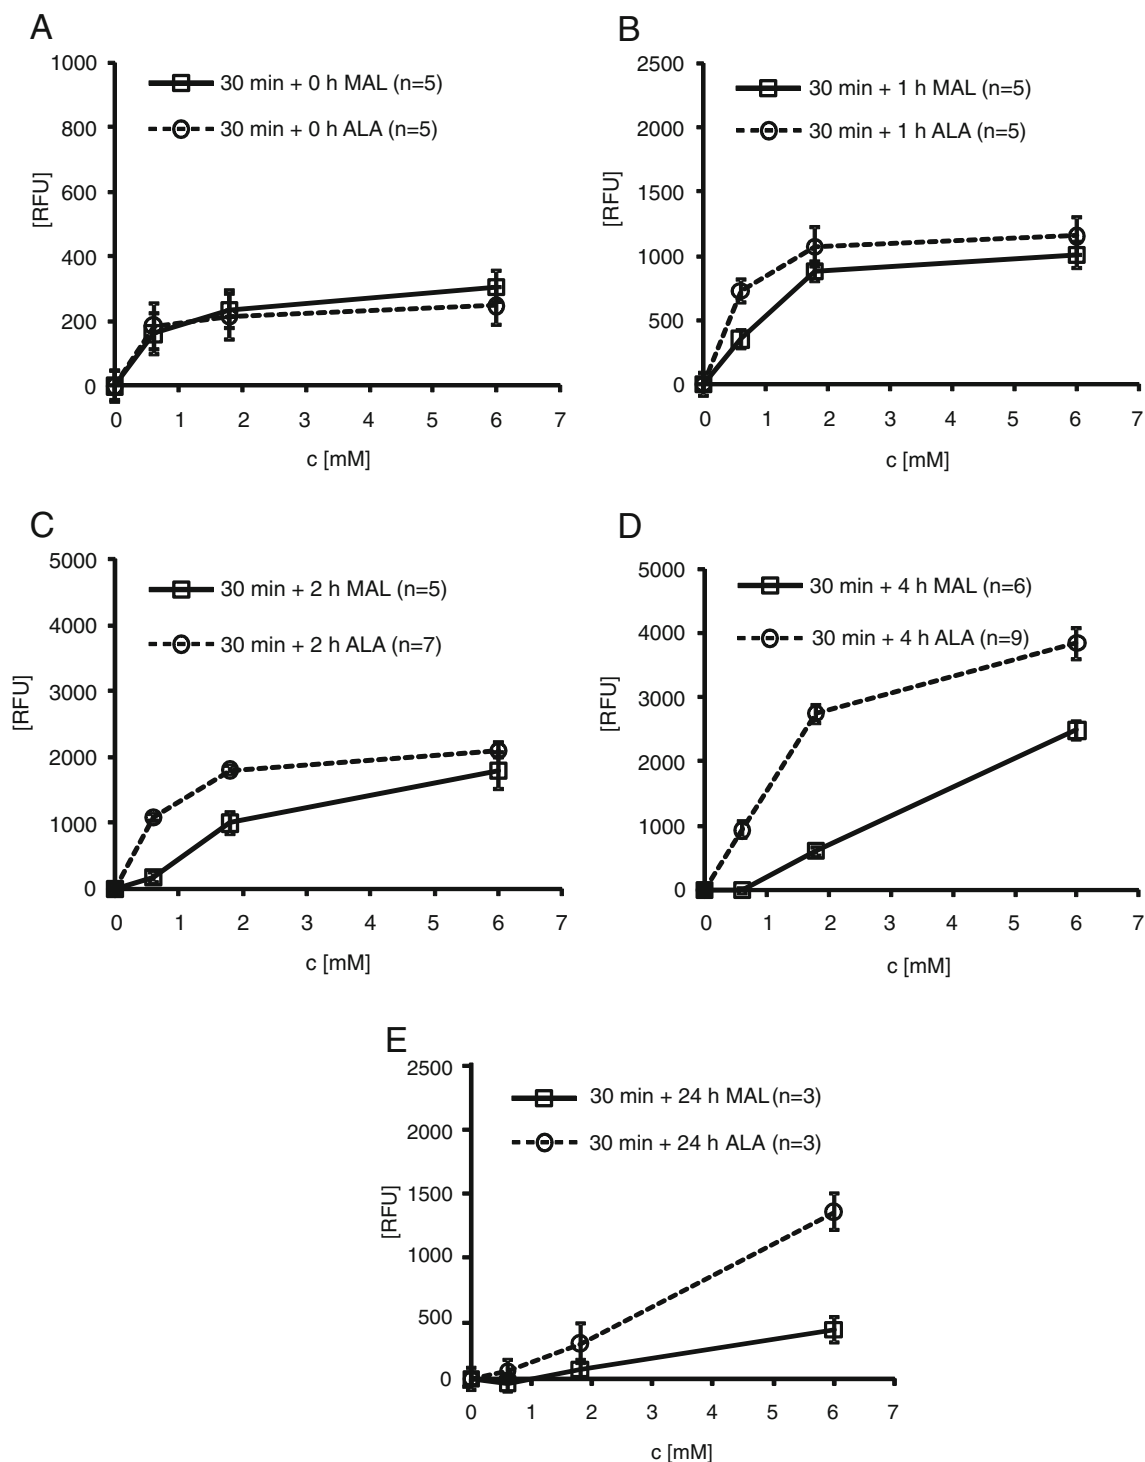 A
1000
800
600
400
200
0
[RFU]
30 min + 0 h MAL (n=5)
30 min + 0 h ALA (n=5)
0 1 2 3 4 5 6 7
c [mM]
B
2500
2000
1500
1000
500
0
[RFU]
30 min + 1 h MAL (n=5)
30 min + 1 h ALA (n=5)
0 1 2 3 4 5 6 7
c [mM]
C
5000
4000
3000
2000
1000
0
[RFU]
30 min + 2 h MAL (n=5)
30 min + 2 h ALA (n=7)
0 1 2 3 4 5 6 7
c [mM]
D
5000
4000
3000
2000
1000
0
[RFU]
30 min + 4 h MAL (n=6)
30 min + 4 h ALA (n=9)
0 1 2 3 4 5 6 7
c [mM]
E
2500
2000
1500
1000
500
0
[RFU]
30 min + 24 h MAL (n=3)
30 min + 24 h ALA (n=3)
0 1 2 3 4 5 6 7
c [mM]